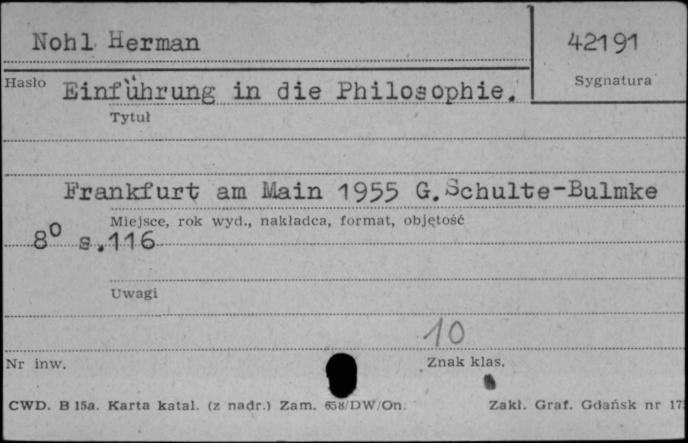 Nohl Herman
42191
Hasło
Sygnatura
Einführung in die Philosophie.
Tytuł
Frankfurt am Main 1955 G.Schulte-Bulmke
Miejsce, rok wyd., nakładca, format, objętość
8° s.116
Uwagi
10
Nr inw.
Znak klas.
CWD. B 15a. Karta katal. (z nadr.) Zam. 658/DW/On.
Zakł. Graf. Gdańsk nr